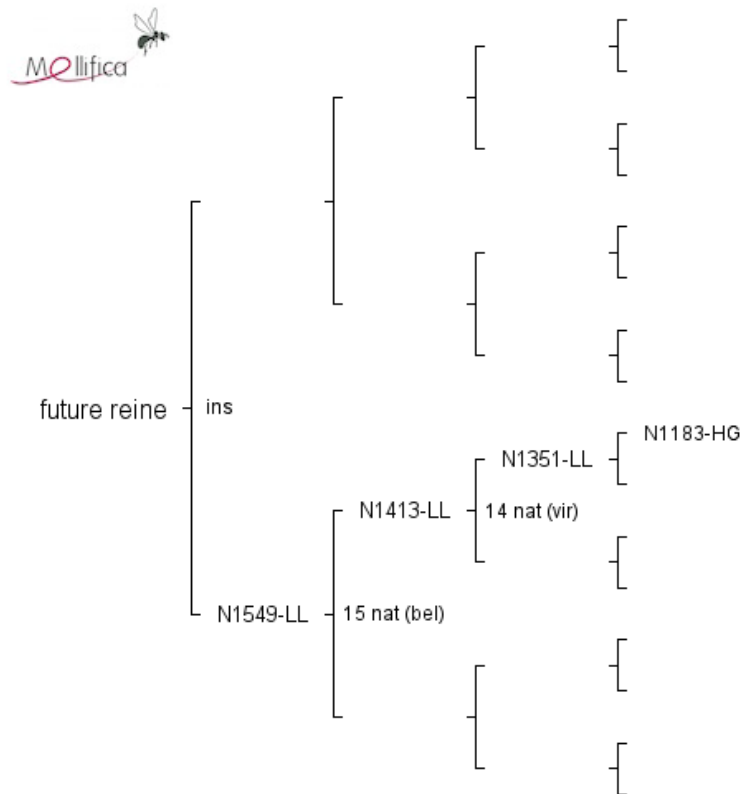 Mellifica
future reine
ins
N1183-HG
N1351-LL
N1413-LL
14 nat (vir)
N1549-LL
15 nat (bel)